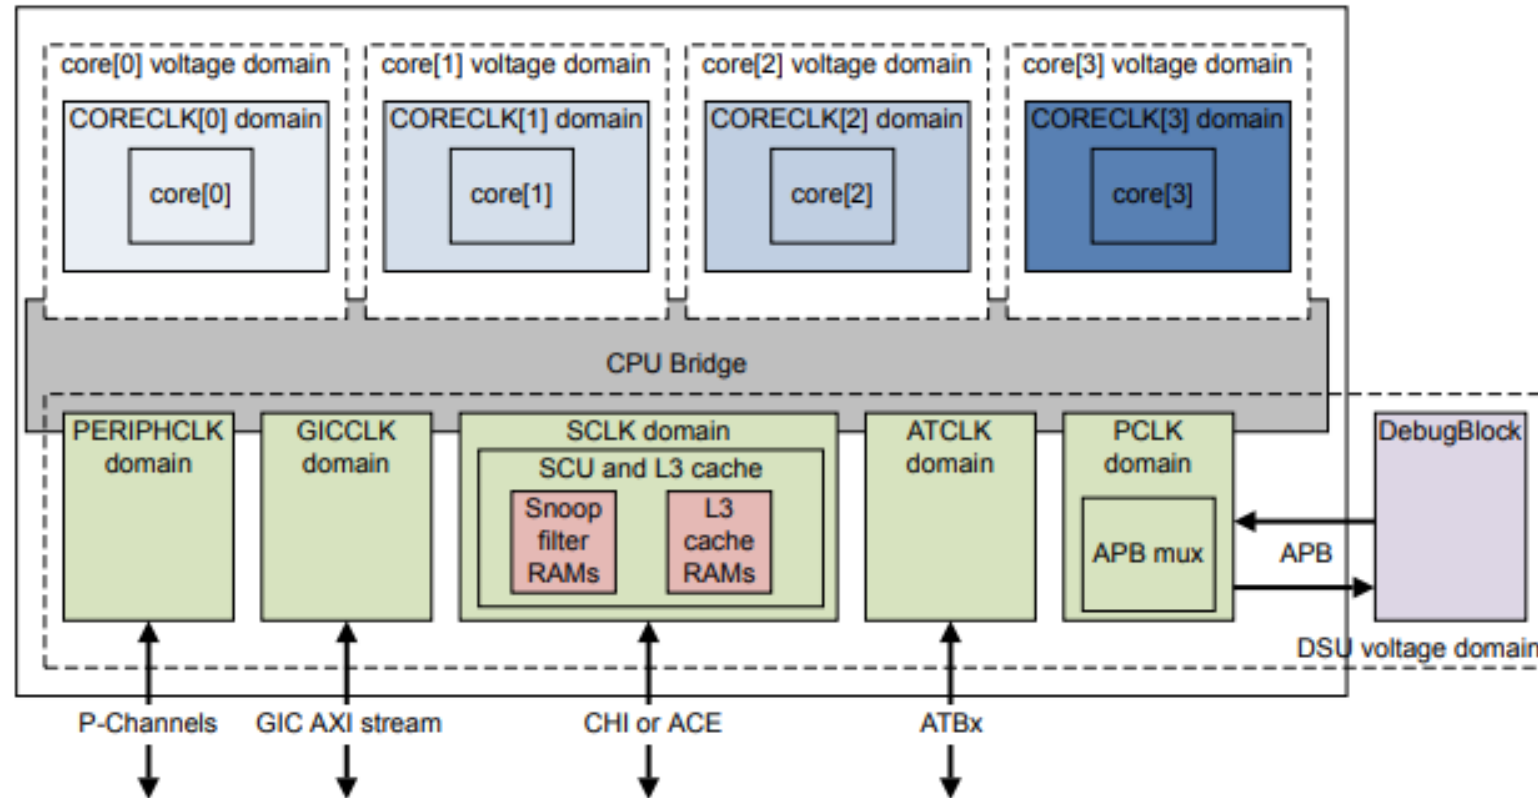 core[0] voltage domain
core[1] voltage domain
core[2] voltage domain
core[3] voltage domain
CORECLK[0] domain
CORECLK[1] domain
CORECLK[2] domain
CORECLK[3] domain
core[0]
core[1]
core[2]
core[3]
CPU Bridge
PERIPHCLK
domain
GICCLK
domain
SCLK domain
SCU and L3 cache
Snoop
filter
RAMs
L3
cache
RAMs
ATCLK
domain
PCLK
domain
APB mux
APB
DebugBlock
DSU voltage domain
P-Channels
GIC AXI stream
CHI or ACE
ATBx